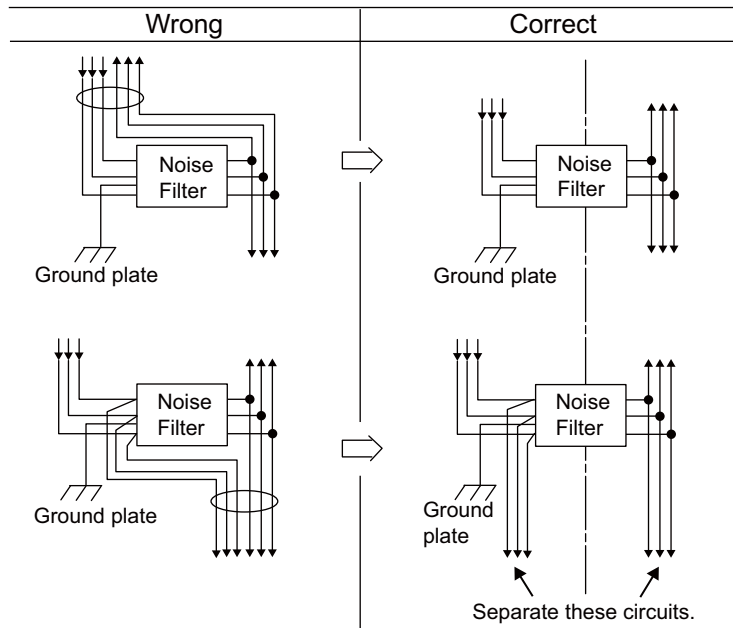 Wrong
Correct
Noise
Filter
Ground plate
Noise
Filter
Ground plate
Noise
Filter
Ground plate
Noise
Filter
Ground
plate
Separate these circuits.